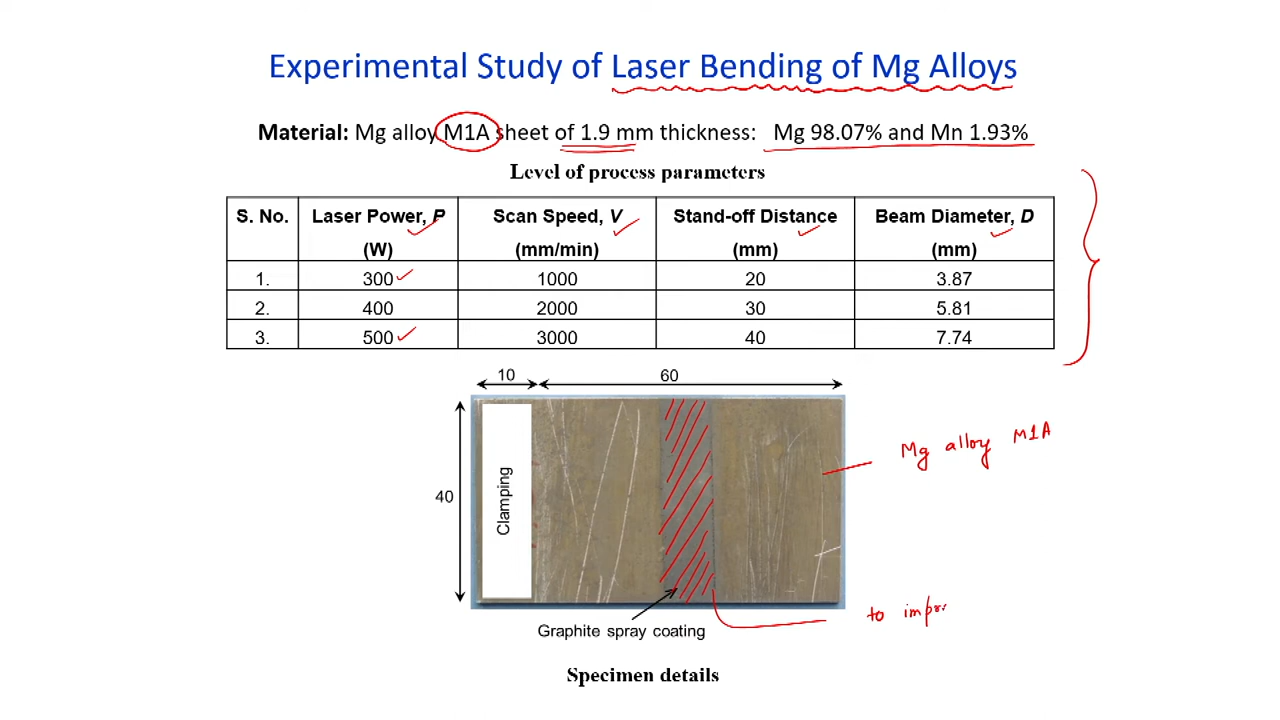 Experimental Study of Laser Bending of Mg Alloys
Material: Mg alloy M1A sheet of 1.9 mm thickness: Mg 98.07% and Mn 1.93%
Level of process parameters
S. No. Laser Power, P (W) Scan Speed, V (mm/min) Stand-off Distance (mm) Beam Diameter, D (mm)
1. 300 1000 20 3.87
2. 400 2000 30 5.81
3. 500 3000 40 7.74
10 60
40
Clamping
Mg alloy M1A
to impr
Graphite spray coating
Specimen details